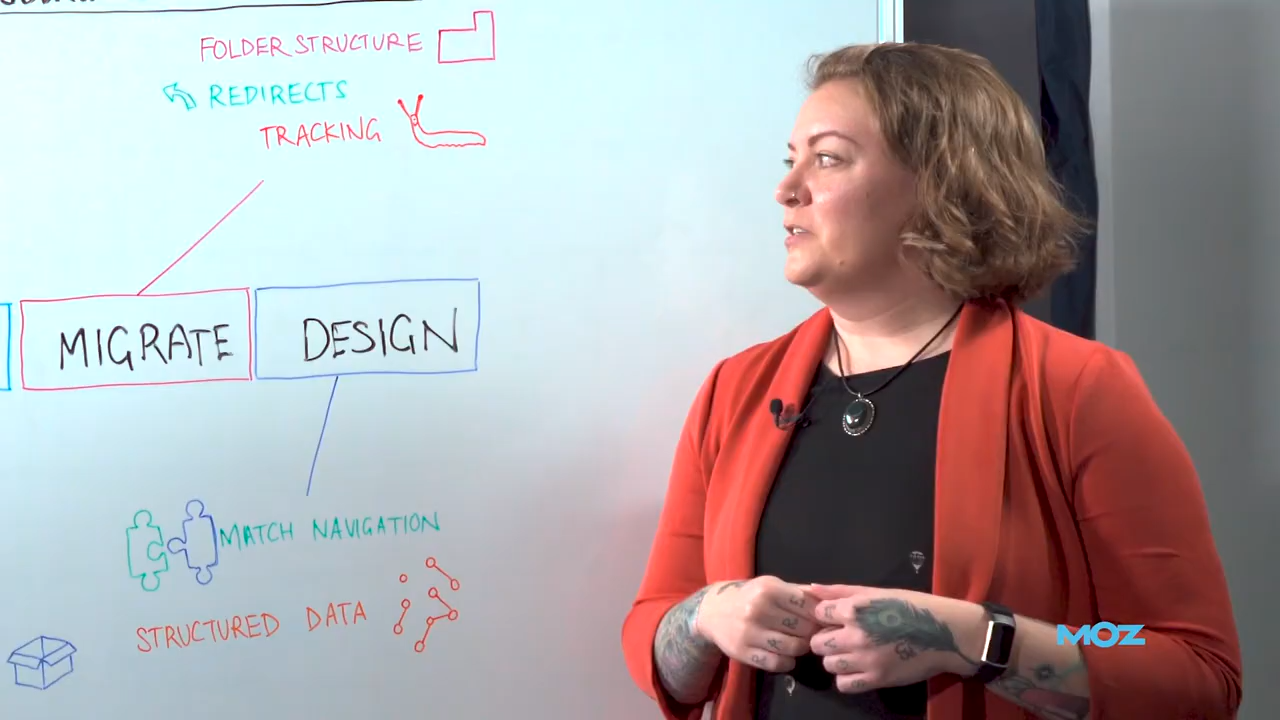 FOLDER STRUCTURE
REDIRECTS
TRACKING
MIGRATE
DESIGN
MATCH NAVIGATION
STRUCTURED DATA
MOZ